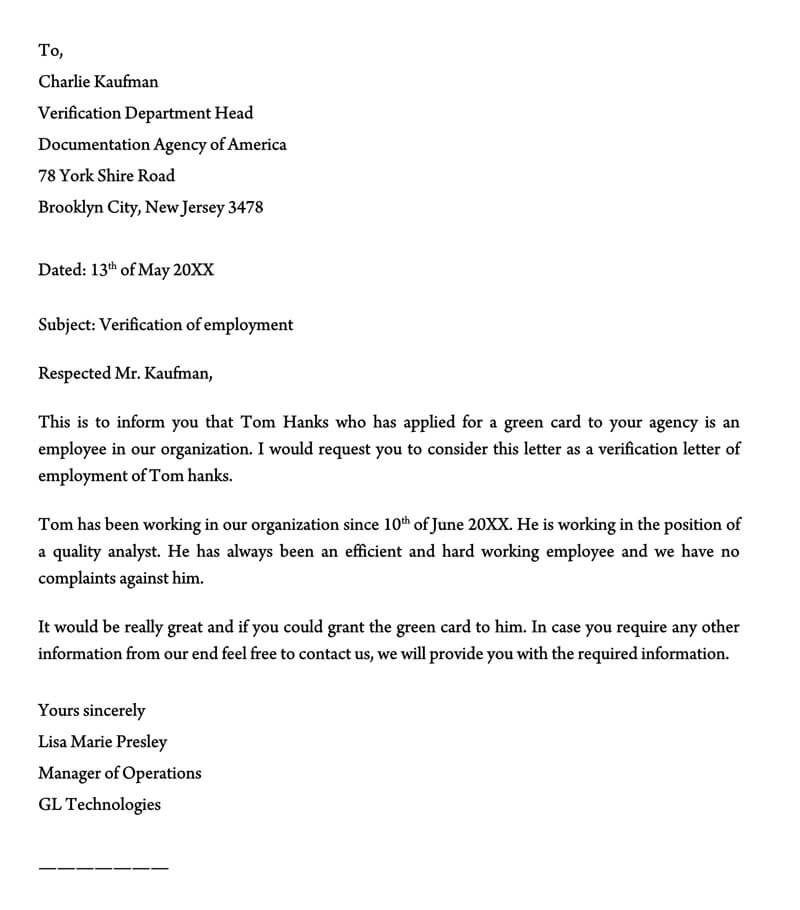 To,
Charlie Kaufman
Verification Department Head
Documentation Agency of America
78 York Shire Road
Brooklyn City, New Jersey 3478
Dated: 13th of May 20XX
Subject: Verification of employment
Respected Mr. Kaufman,
This is to inform you that Tom Hanks who has applied for a green card to your agency is an
employee in our organization. I would request you to consider this letter as a verification letter of
employment of Tom hanks.
Tom has been working in our organization since 10th of June 20XX. He is working in the position of
a quality analyst. He has always been an efficient and hard working employee and we have no
complaints against him.
It would be really great and if you could grant the green card to him. In case you require any other
information from our end feel free to contact us, we will provide you with the required information.
Yours sincerely
Lisa Marie Presley
Manager of Operations
GL Technologies
_______